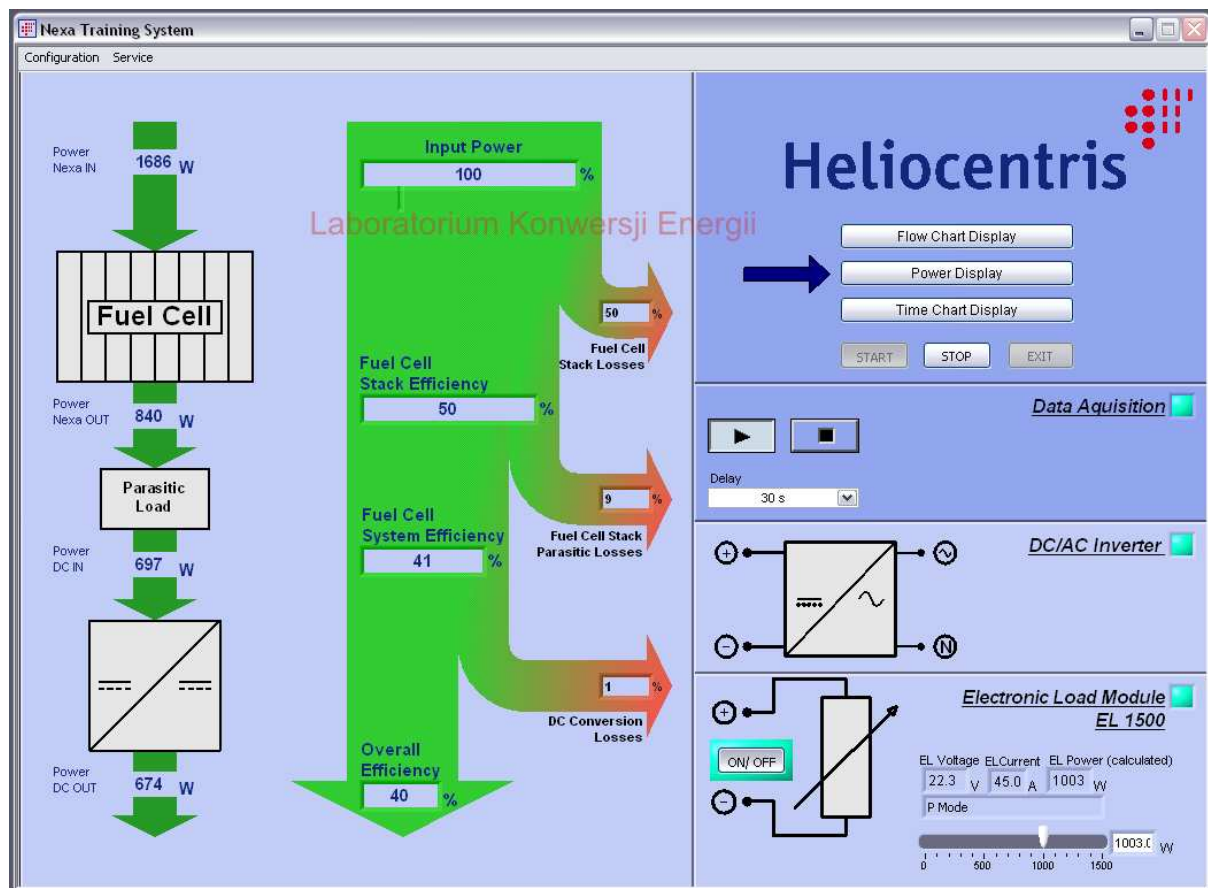 Nexa Training System
Configuration Service
Power
Nexa IN
1686 W
Fuel Cell
Power
Nexa OUT
840 W
Parasitic
Load
Power
DC IN
697 W
Power
DC OUT
674 W
Input Power
100 %
Laboratorium Konwersji Energii
50 %
Fuel Cell
Stack Losses
Fuel Cell
Stack Efficiency
50 %
9 %
Fuel Cell Stack
Parasitic Losses
Fuel Cell
System Efficiency
41 %
1 %
DC Conversion
Losses
Overall
Efficiency
40 %
Heliocentris
Flow Chart Display
Power Display
Time Chart Display
START STOP EXIT
Data Aquisition
Delay
30 s
DC/AC Inverter
N
Electronic Load Module
EL 1500
ON/ OFF
EL Voltage ELCurrent EL Power (calculated)
22.3 V 45.0 A 1003 W
P Mode
W
0 500 1000 1500